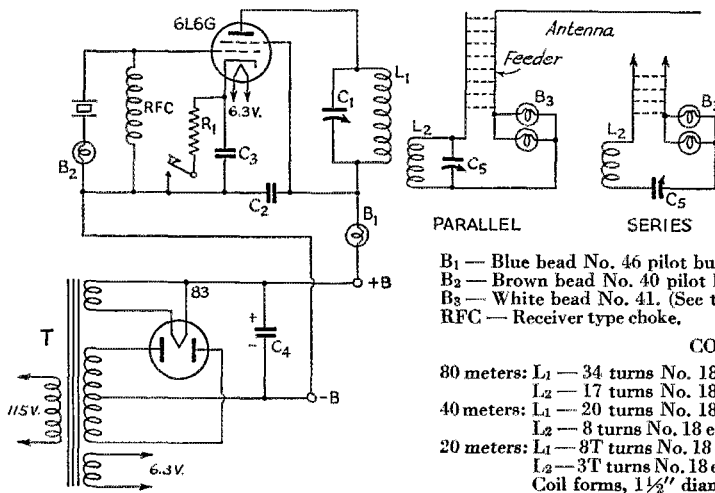 6L6G
RFC
R1
6.3V.
C3
C2
C1
L1
B2
B1
Antenna
Feeder
B3
L2
C5
PARALLEL
L2
C5
SERIES
83
+B
T
+
-
C4
-B
115V.
6.3V.
B1 — Blue bead No. 46 pilot
B2 — Brown bead No. 40 pilot
B3 — White bead No. 41. (See
RFC — Receiver type choke.
80 meters: L1 — 34 turns No. 18
L2 — 17 turns No. 18
40 meters: L1 — 20 turns No. 18
L2 — 8 turns No. 18
20 meters: L1 — 8T turns No. 18
L2 — 3T turns No. 18
Coil forms, 1½"